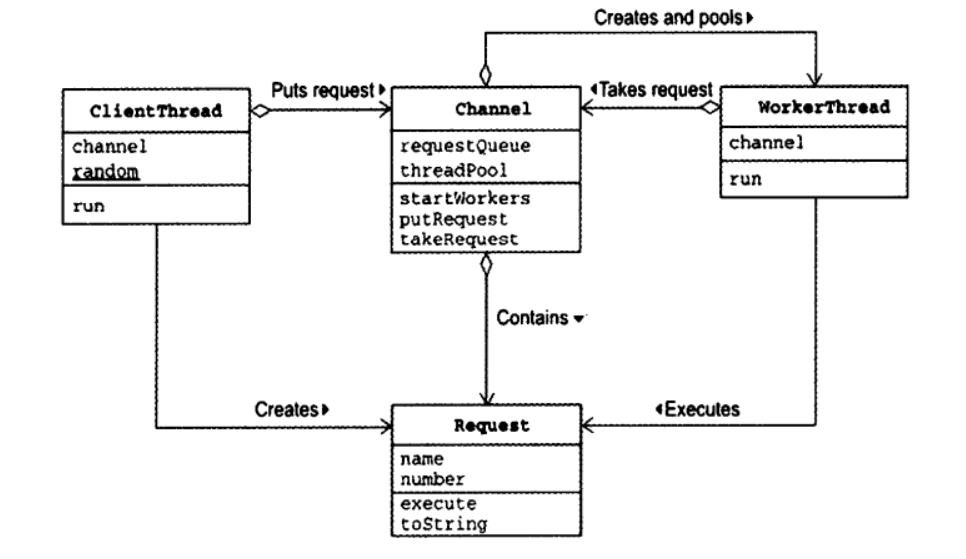 Creates and pools
ClientThread
channel
random
run
Puts request
Channel
requestQueue
threadPool
startWorkers
putRequest
takeRequest
Takes request
WorkerThread
channel
run
Contains
Creates
Executes
Request
name
number
execute
toString